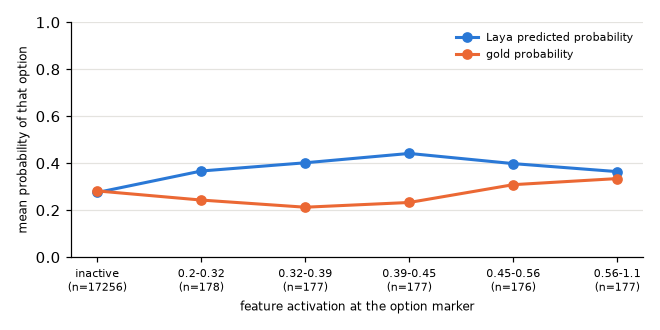 Laya predicted probability
gold probability
mean probability of that option
1.0
0.8
0.6
0.4
0.2
0.0
inactive
(n=17256)
0.2-0.32
(n=178)
0.32-0.39
(n=177)
0.39-0.45
(n=177)
0.45-0.56
(n=176)
0.56-1.1
(n=177)
feature activation at the option marker